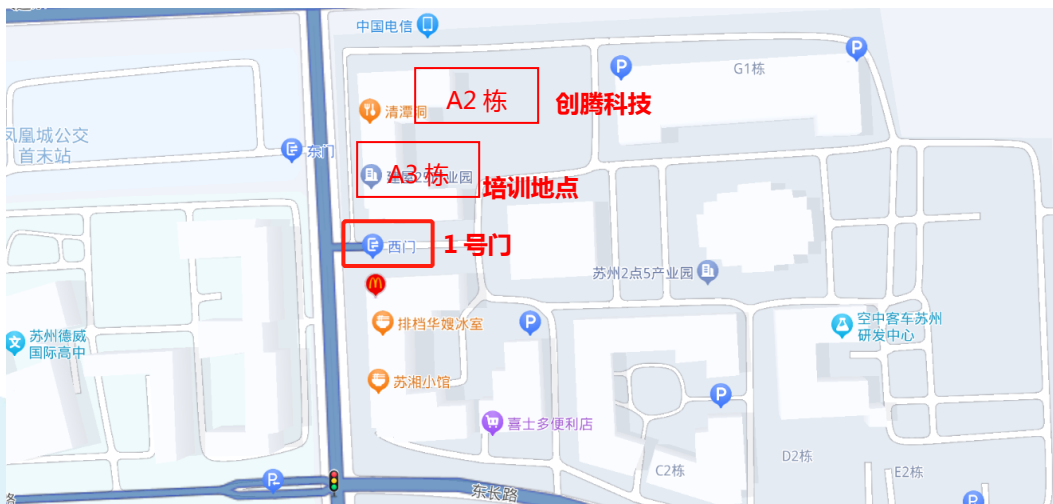 中国电信
P
G1栋
P
A2 栋
创腾科技
清潭洞
凤凰城公交
首末站
东门
A3 栋
业园
培训地点
西门
1 号门
苏州2点5产业园
排档华嫂冰室
P
空中客车苏州
研发中心
苏州德威
国际高中
文
苏湘小馆
P
喜士多便利店
D2栋
C2栋
E2栋
P
东长路
路
P